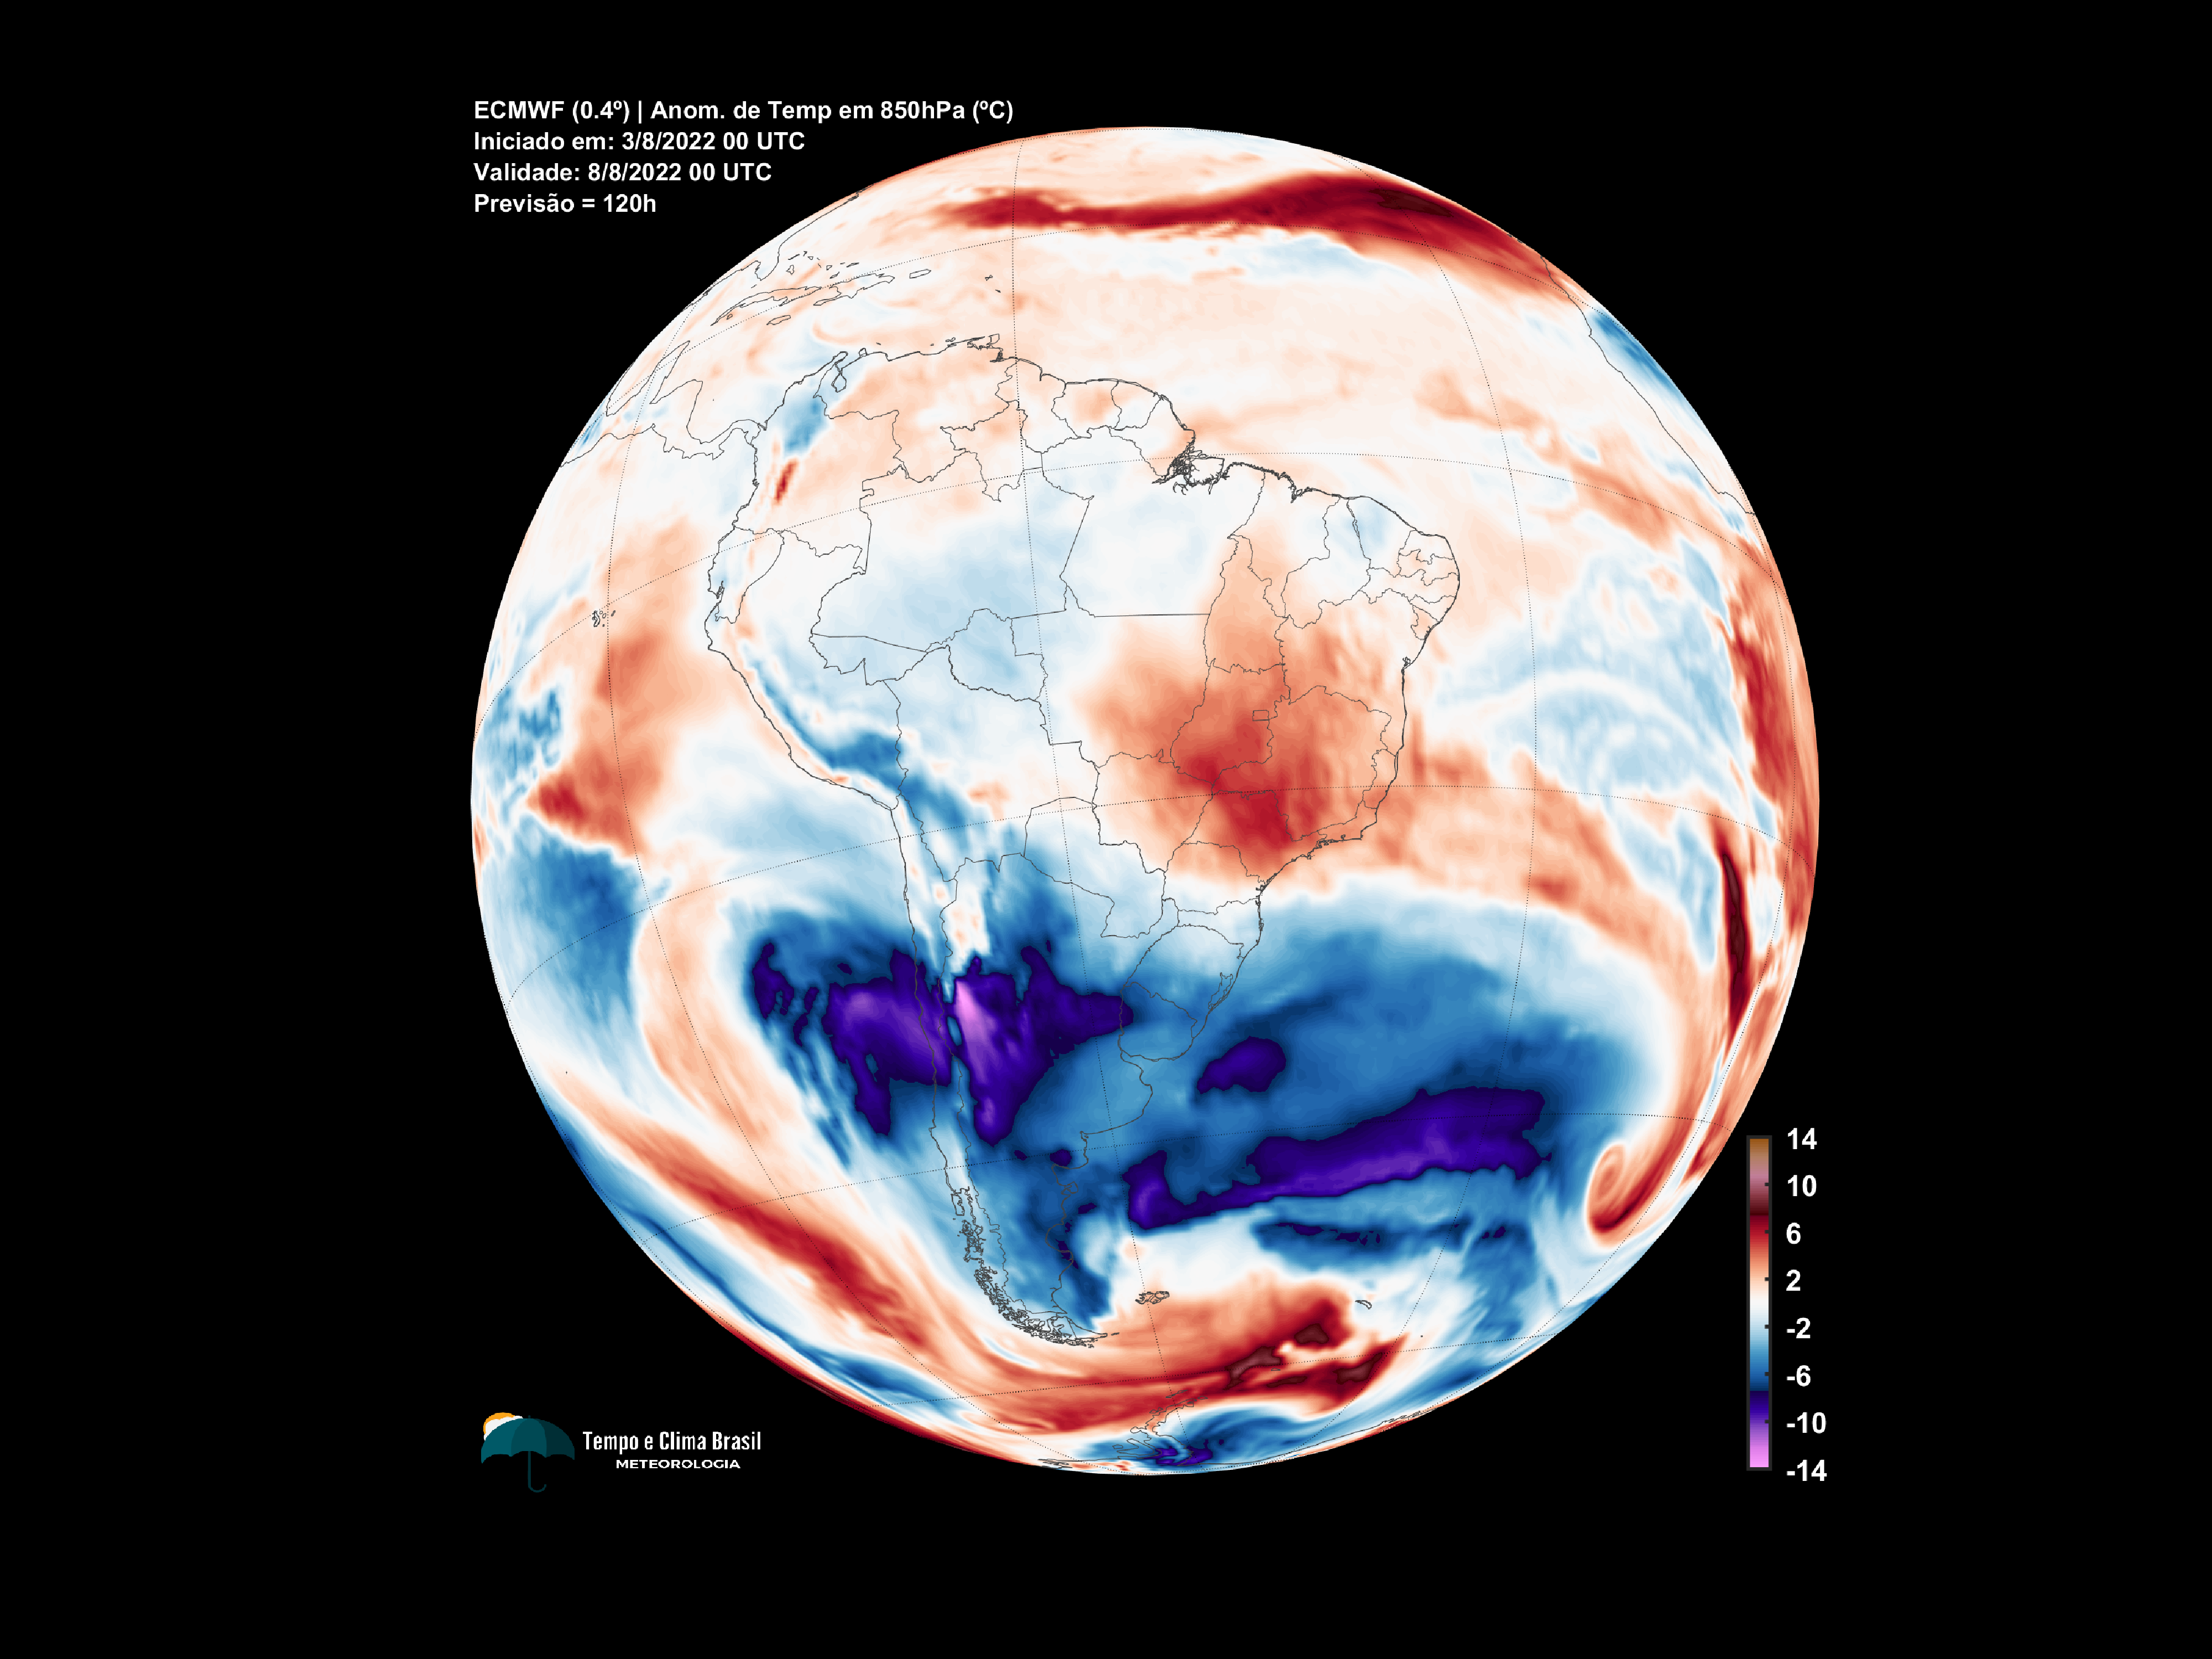 ECMWF (0.4º) | Anom. de Temp em 850hPa (ºC)
Iniciado em: 3/8/2022 00 UTC
Validade: 8/8/2022 00 UTC
Previsão = 120h
14
10
6
2
-2
-6
-10
-14
Tempo e Clima Brasil
METEOROLOGIA